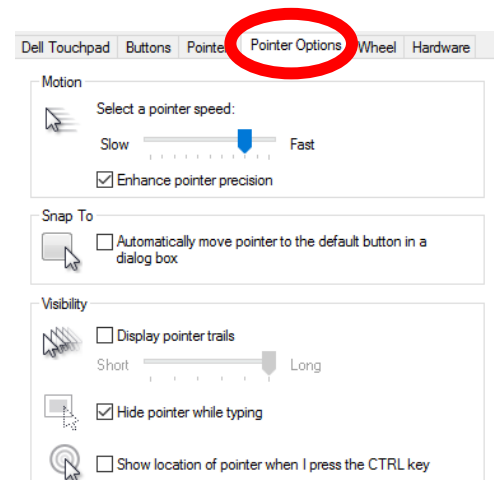 Dell Touchpad Buttons Pointe Pointer Options Wheel Hardware
Motion
Select a pointer speed:
Slow Fast
Enhance pointer precision
Snap To
Automatically move pointer to the default button in a
dialog box
Visibility
Display pointer trails
Short Long
Hide pointer while typing
Show location of pointer when I press the CTRL key